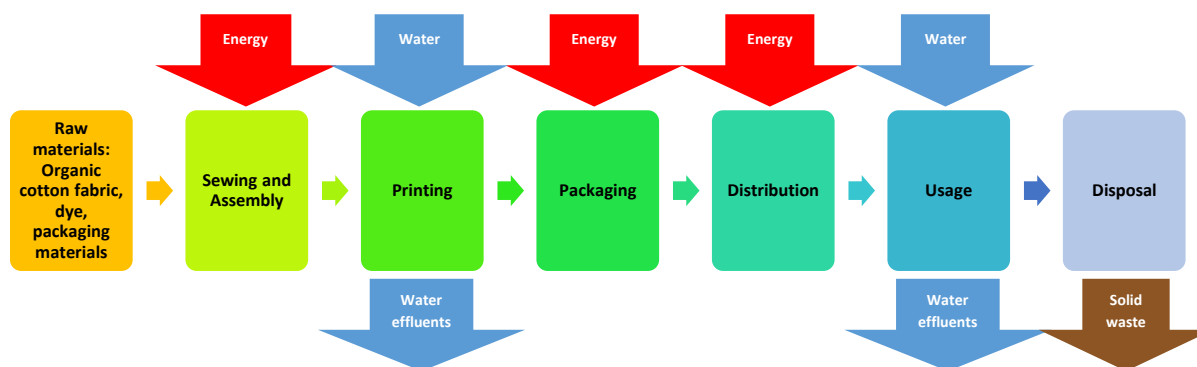 Energy
Water
Energy
Energy
Water
Raw
materials:
Organic
cotton fabric,
dye,
packaging
materials
Sewing and
Assembly
Printing
Packaging
Distribution
Usage
Disposal
Water
effluents
Water
effluents
Solid
waste